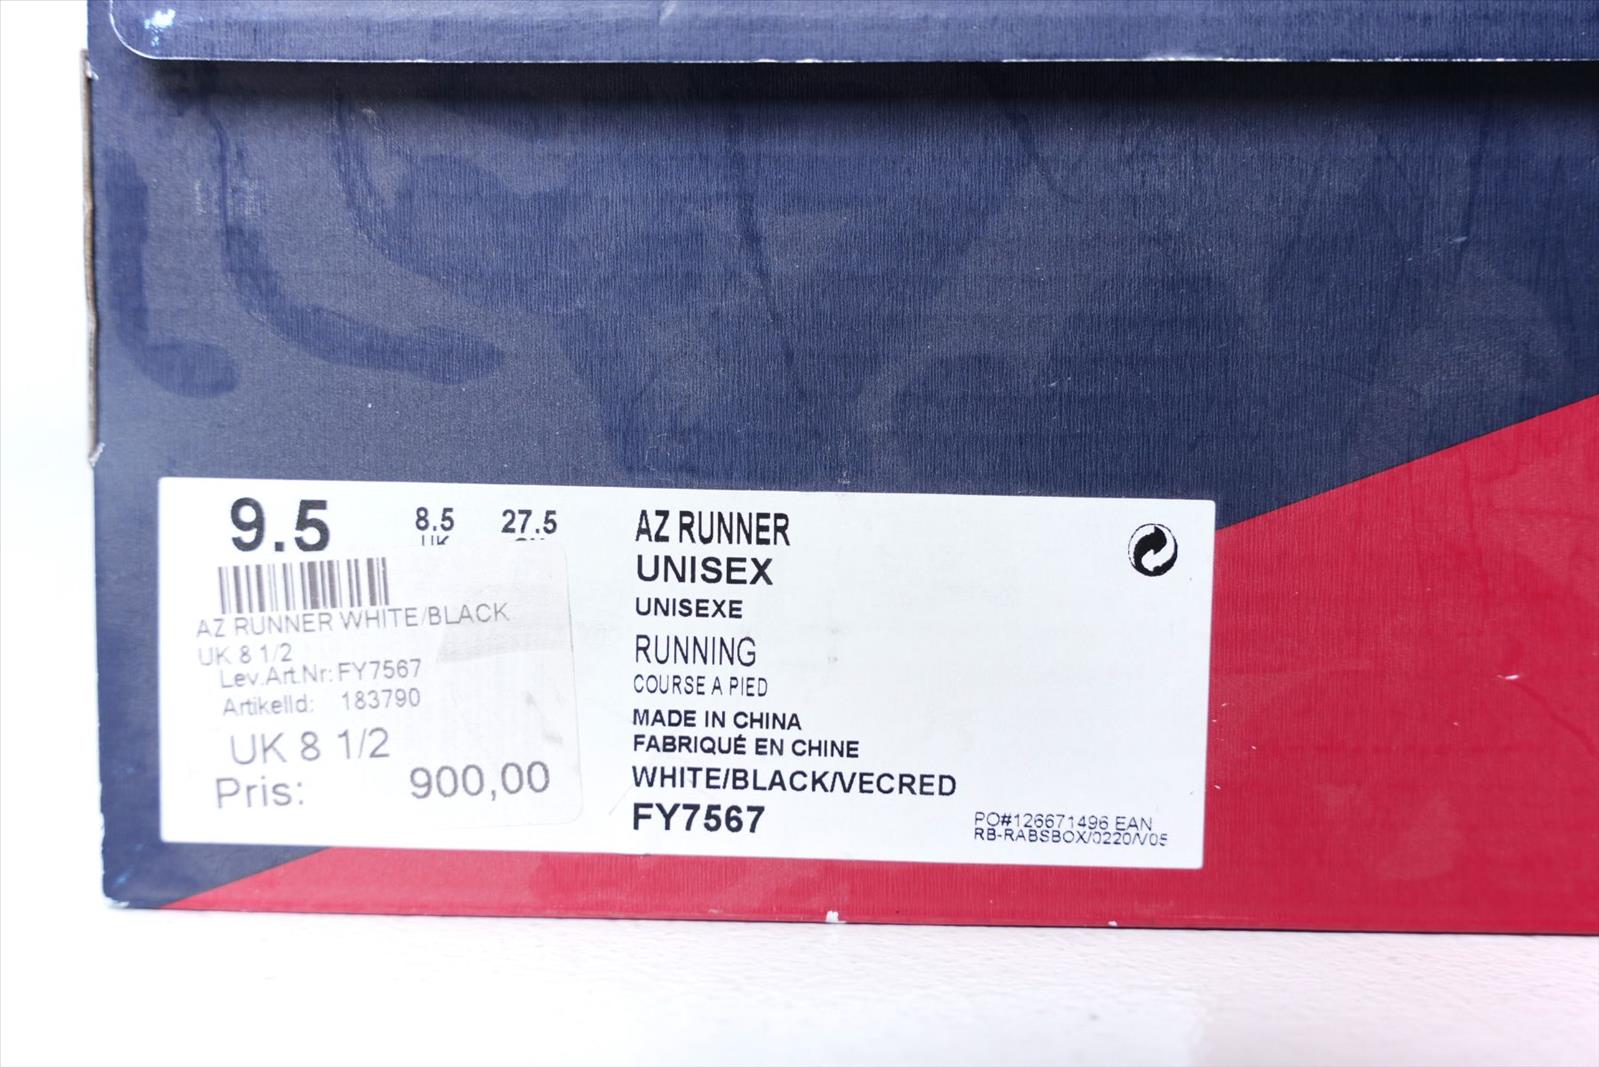 9.5 8.5 27.5
UK
AZ RUNNER WHITE/BLACK
UK 8 1/2
Lev.Art.Nr: FY7567
ArtikelId: 183790
UK 8 1/2
Pris: 900,00
AZ RUNNER
UNISEX
UNISEXE
RUNNING
COURSE A PIED
MADE IN CHINA
FABRIQUÉ EN CHINE
WHITE/BLACK/VECRED
FY7567
PO#126671496 EAN
RB-RABSBOX/0220/V05